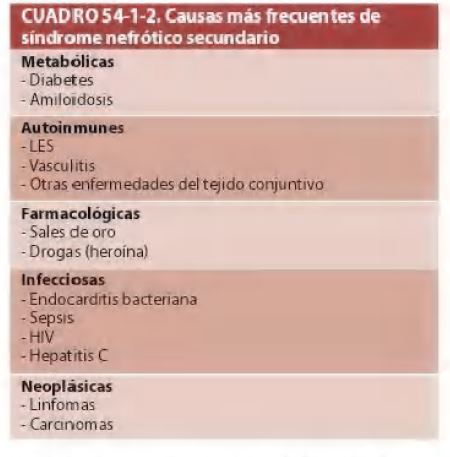 CUADRO 54-1-2. Causas más frecuentes de
síndrome nefrótico secundario
Metabólicas
- Diabetes
- Amiloidosis
Autoinmunes
- LES
- Vasculitis
- Otras enfermedades del tejido conjuntivo
Farmacológicas
- Sales de oro
- Drogas (heroína)
Infecciosas
- Endocarditis bacteriana
- Sepsis
- HIV
- Hepatitis C
Neoplásicas
- Linfomas
- Carcinomas